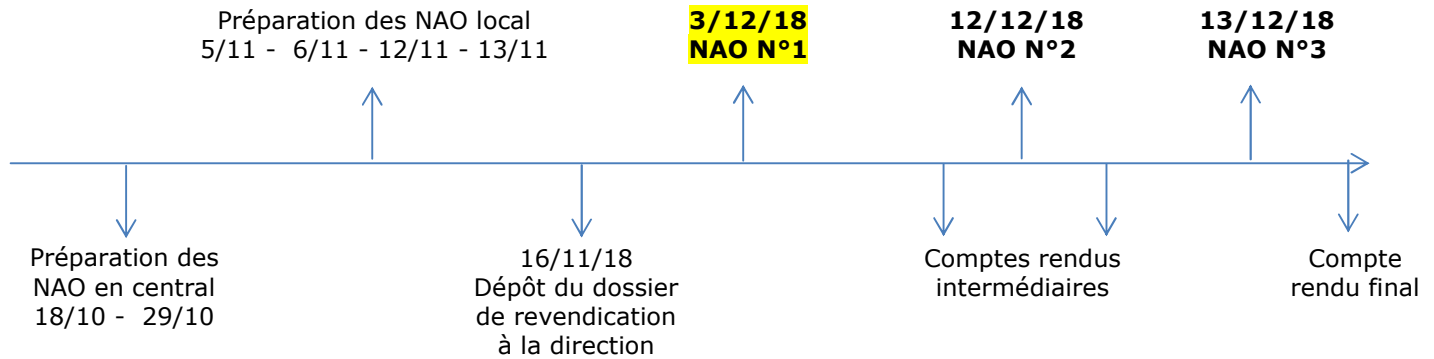 Préparation des NAO local
5/11 - 6/11 - 12/11 - 13/11
3/12/18
NAO N°1
12/12/18
NAO N°2
13/12/18
NAO N°3
Préparation des
NAO en central
18/10 - 29/10
16/11/18
Dépôt du dossier
de revendication
à la direction
Comptes rendus
intermédiaires
Compte
rendu final